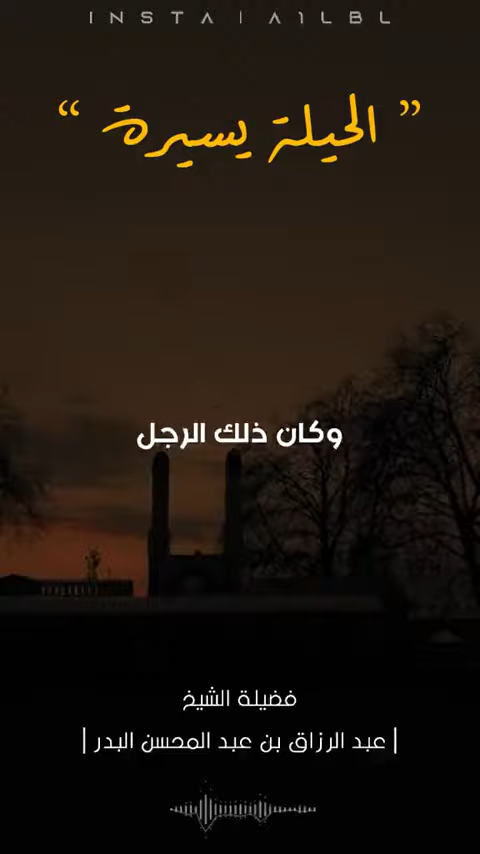 INSTA | A1LBL
“ الحيلة يسيرة ”
وكان ذلك الرجل
فضيلة الشيخ
| عبد الرزاق بن عبد المحسن البدر |